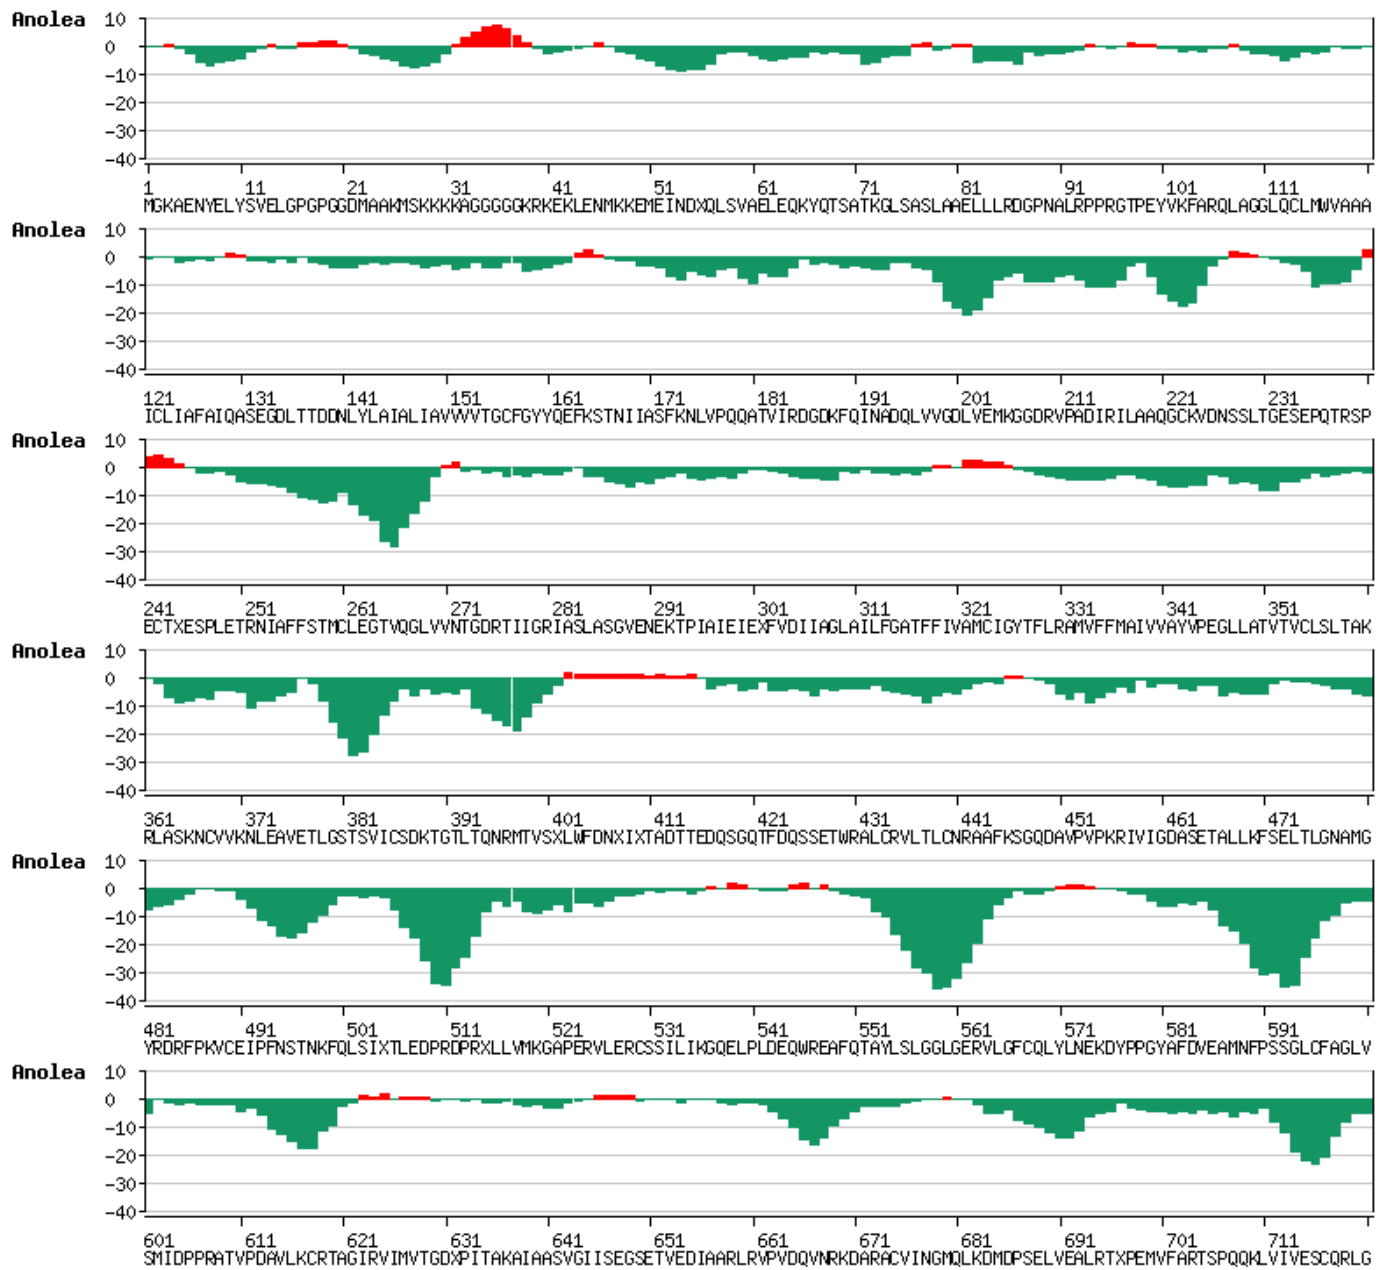 Anolea
10
0
-10
-20
-30
-40
1 11 21 31 41 51 61 71 81 91 101 111
MGKAENYELYSVELGPGPGGDMAAKMSKKKKAGGGGGKRKEKLENMKKEMEINDXQLSVAELEQKYQTSATKGLSASLAAELLLRDGPNALRPPRGTPEYVKFARQLAGGLQCLMWVAAA
Anolea
10
0
-10
-20
-30
-40
121 131 141 151 161 171 181 191 201 211 221 231
ICLIAFAIQASEGDLTTDDNLYLAIALIAVVVVTGCFGYYQEFKSTNIIASFKNLVPQQATVIRDGDKFQINADQLVVGDLVEMKGGDRVPADIRILAAQGCKVDNSSLTGESEPQTRSP
Anolea
10
0
-10
-20
-30
-40
241 251 261 271 281 291 301 311 321 331 341 351
ECTXESPLETRNIAFFSTMCLEGTVQGLVVNTGDRTIIGRIASLASGVENEKTPIAIEIEXFVDIIAGLAILFGATFFIVAMCIGYTFLRAMVFFMAIVVAYVPEGLLATVTVCLSLTAK
Anolea
10
0
-10
-20
-30
-40
361 371 381 391 401 411 421 431 441 451 461 471
RLASKNCVVKNLEAVETLGSTSVICSDKTGTLTQNRMTVSXLWFDNXIXTADTTEDQSGQTFDQSSETWRALCRVLTLCNRAAFKSGQDAVPVPKRIVIGDASETALLKFSELTLGNAMG
Anolea
10
0
-10
-20
-30
-40
481 491 501 511 521 531 541 551 561 571 581 591
YRDRFPKVCEIPFNSTNKFQLSIXTLEDPRDPRXLLVMKGAPERVLERCSSILIKGQELPLDEQWREAFQTAYLSLGGLGERVLGFCQLYLNEKDYPPGYAFDVEAMNFPSSGLCFAGLV
Anolea
10
0
-10
-20
-30
-40
601 611 621 631 641 651 661 671 681 691 701 711
SMIDPPRATVPDAVLKCRTAGIRVIMVTGDXPITAKAIAASVGIISEGSETVEDIAARLRVPVDQVNRKDARACVINGMQLKDMDPSELVEALRTXPEMVFARTSPQQKLVIVESCQRLG